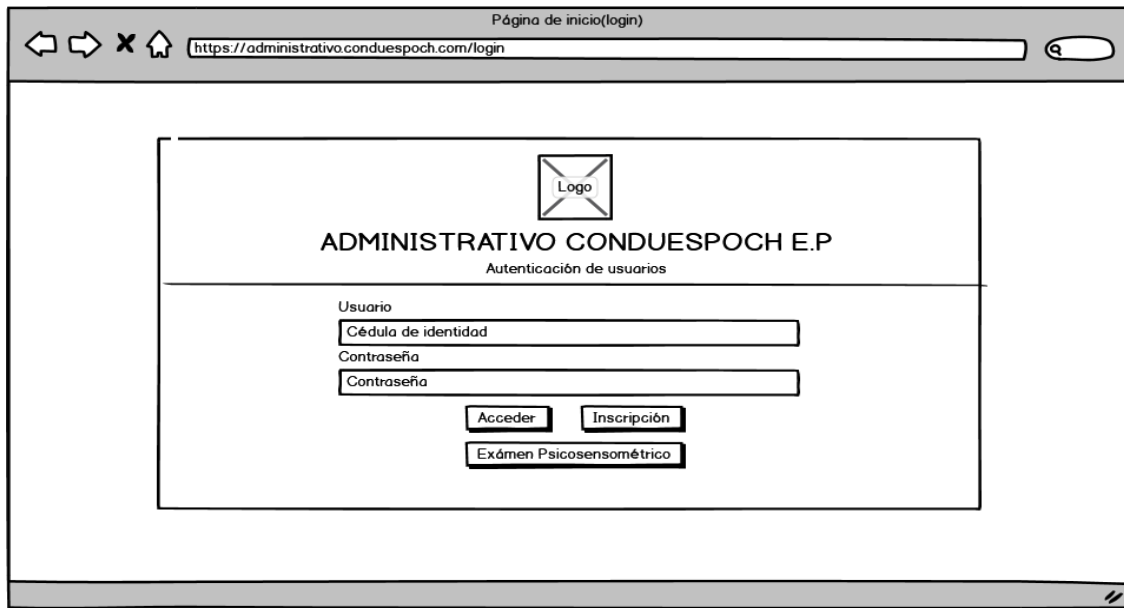 Página de inicio(login)
https://administrativo.conduespoch.com/login
Logo
ADMINISTRATIVO CONDUESPOCH E.P
Autenticación de usuarios
Usuario
Cédula de identidad
Contraseña
Contraseña
Acceder Inscripción
Exámen Psicosensométrico